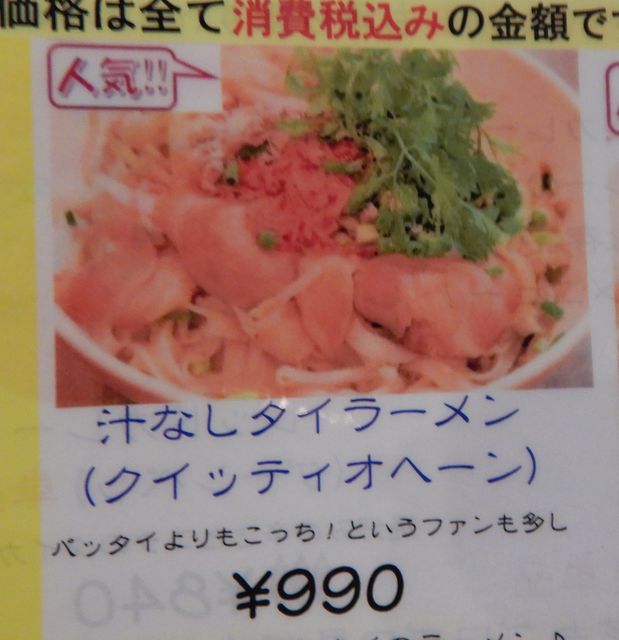 価格は全て消費税込みの金額で
人気!!
汁なしタイラーメン
(クイッティオヘーン)
パッタイよりもこっち!というファンも多し
¥990